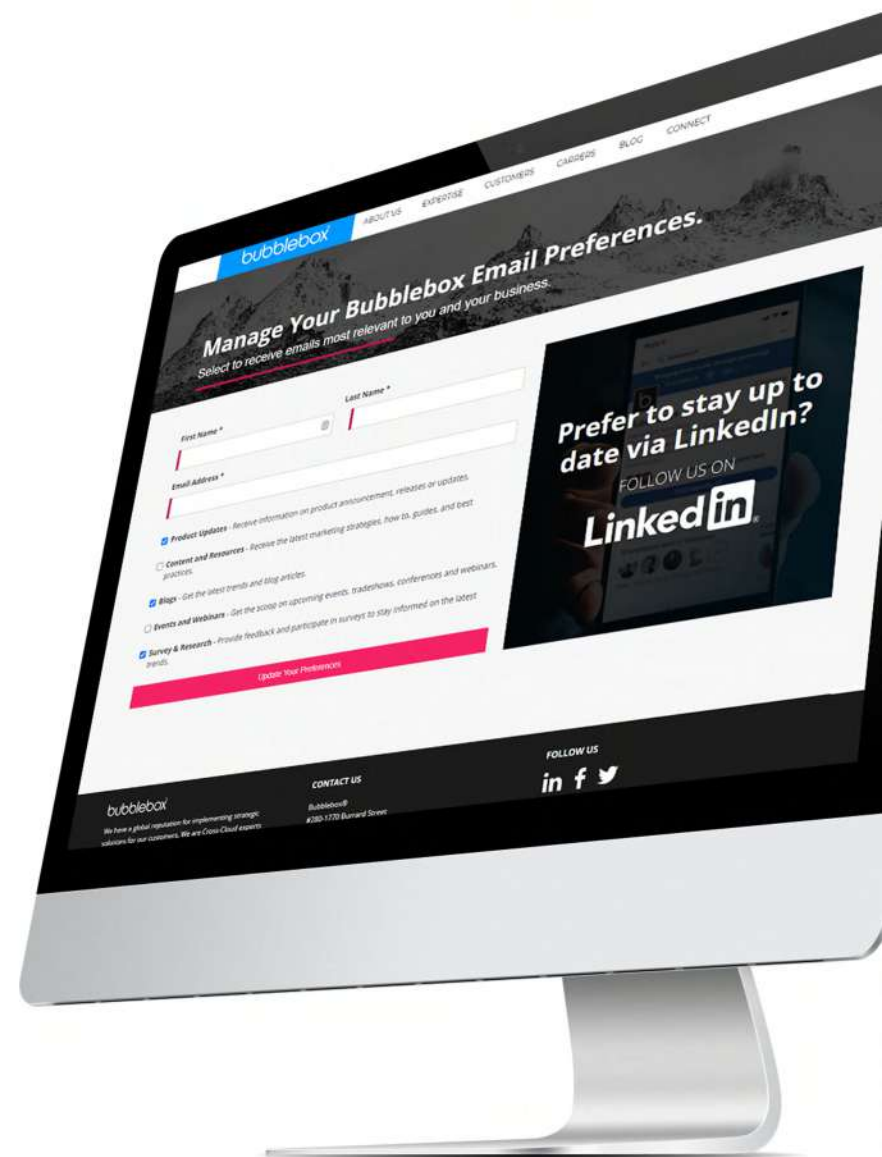 bubblebox
ABOUT US
EXPERTISE
CUSTOMERS
CAREERS
BLOG
CONNECT
Manage Your Bubblebox Email Preferences.
Select to receive emails most relevant to you and your business.
First Name *
Last Name *
Email Address *
Product Updates - Receive information on product announcement, releases or updates.
Content and Resources - Receive the latest marketing strategies, how to, guides, and best
practices.
Blogs - Get the latest trends and blog articles.
Events and Webinars - Get the scoop on upcoming events, tradeshows, conferences and webinars.
Survey & Research - Provide feedback and participate in surveys to stay informed on the latest
trends.
Update Your Preferences
Prefer to stay up to
date via LinkedIn?
FOLLOW US ON
Linked in
bubblebox
We have a global reputation for implementing strategic
solutions for our customers. We are Cross-Cloud experts
CONTACT US
Bubblebox®
#280-1770 Burrard Street
FOLLOW US
in f